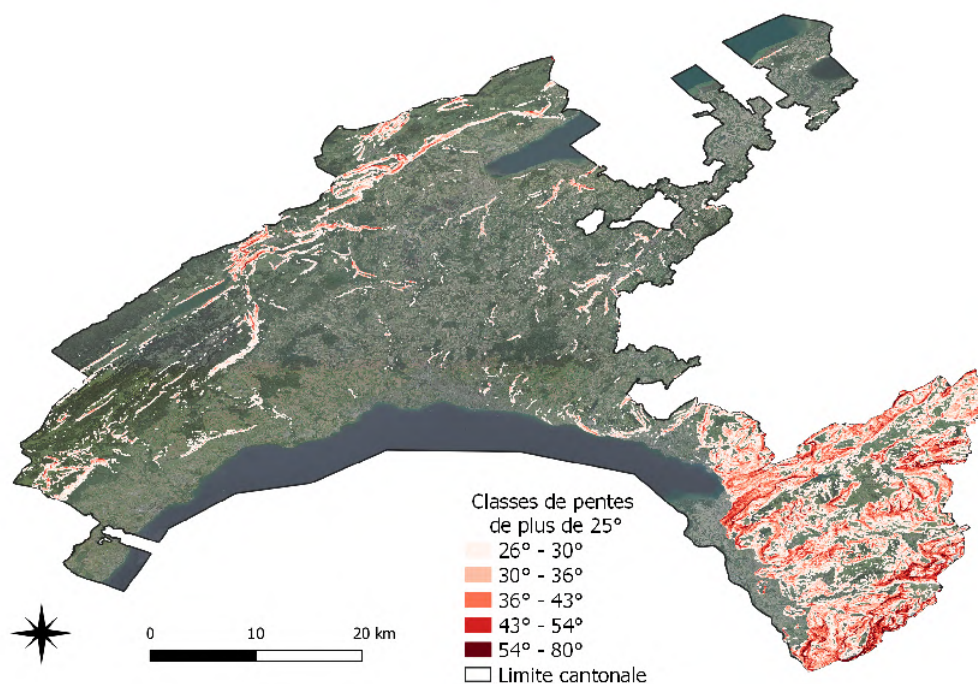 Classes de pentes
de plus de 25°
26° - 30°
30° - 36°
36° - 43°
43° - 54°
54° - 80°
Limite cantonale
0 10 20 km